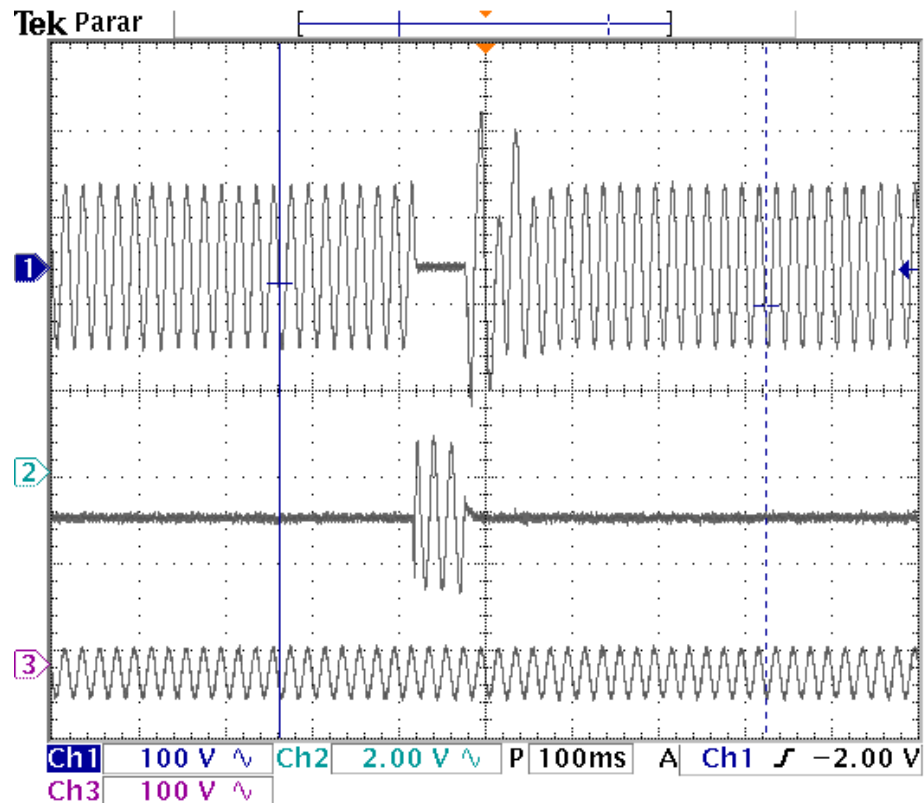 Tek Parar
1
2
3
Ch1 100 V ∿ Ch2 2.00 V ∿ P 100ms A Ch1 ƒ −2.00 V
Ch3 100 V ∿